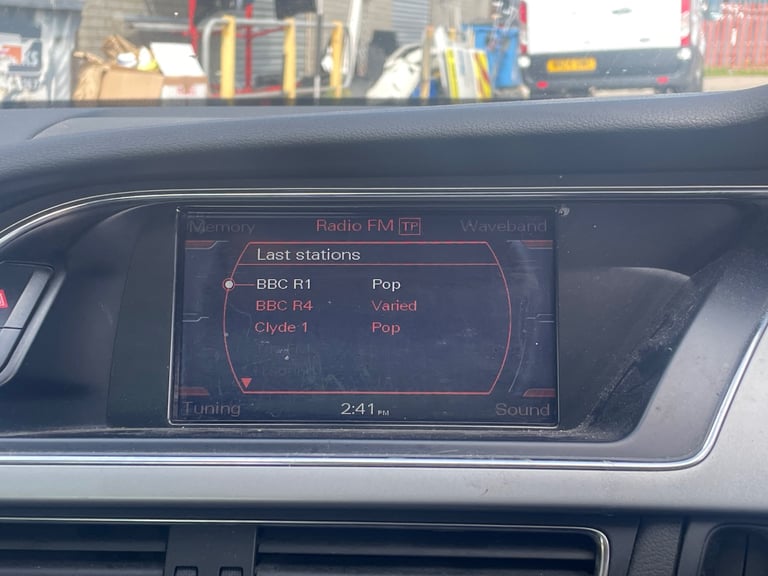 Memory Radio FM TP Waveband
Last stations
BBC R1 Pop
BBC R4 Varied
Clyde 1 Pop
Tuning 2:41 PM Sound